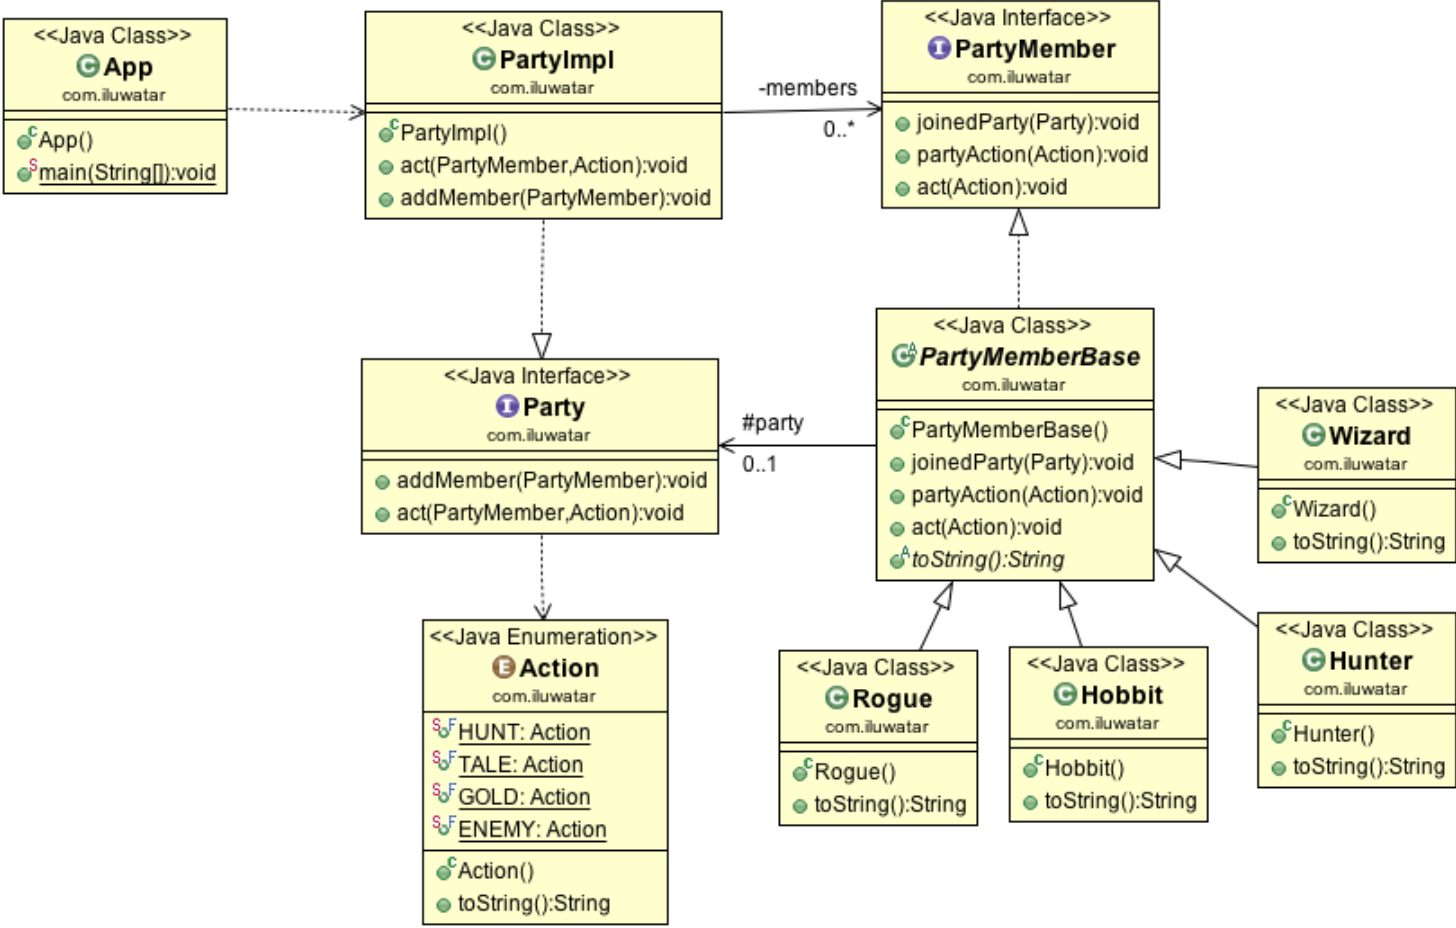 <<Java Class>>
App
com.iluwatar
App()
main(String[]):void
<<Java Class>>
PartyImpl
com.iluwatar
PartyImpl()
act(PartyMember,Action):void
addMember(PartyMember):void
-members
0..*
<<Java Interface>>
PartyMember
com.iluwatar
joinedParty(Party):void
partyAction(Action):void
act(Action):void
<<Java Interface>>
Party
com.iluwatar
addMember(PartyMember):void
act(PartyMember,Action):void
#party
0..1
<<Java Class>>
PartyMemberBase
com.iluwatar
PartyMemberBase()
joinedParty(Party):void
partyAction(Action):void
act(Action):void
toString():String
<<Java Class>>
Wizard
com.iluwatar
Wizard()
toString():String
<<Java Enumeration>>
Action
com.iluwatar
HUNT: Action
TALE: Action
GOLD: Action
ENEMY: Action
Action()
toString():String
<<Java Class>>
Rogue
com.iluwatar
Rogue()
toString():String
<<Java Class>>
Hobbit
com.iluwatar
Hobbit()
toString():String
<<Java Class>>
Hunter
com.iluwatar
Hunter()
toString():String